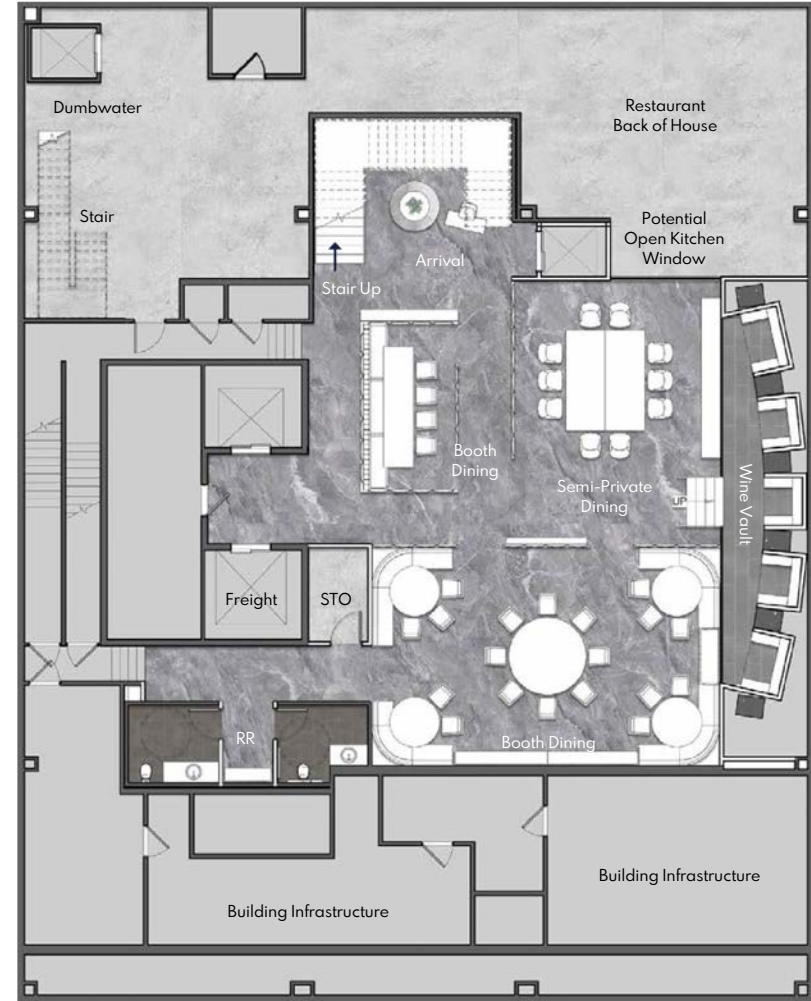 Dumbwater
Restaurant
Back of House
Stair
Potential
Open Kitchen
Window
Arrival
Stair Up
Booth
Dining
Semi-Private
Dining
UP
Wine Vault
Freight
STO
RR
Booth Dining
Building Infrastructure
Building Infrastructure